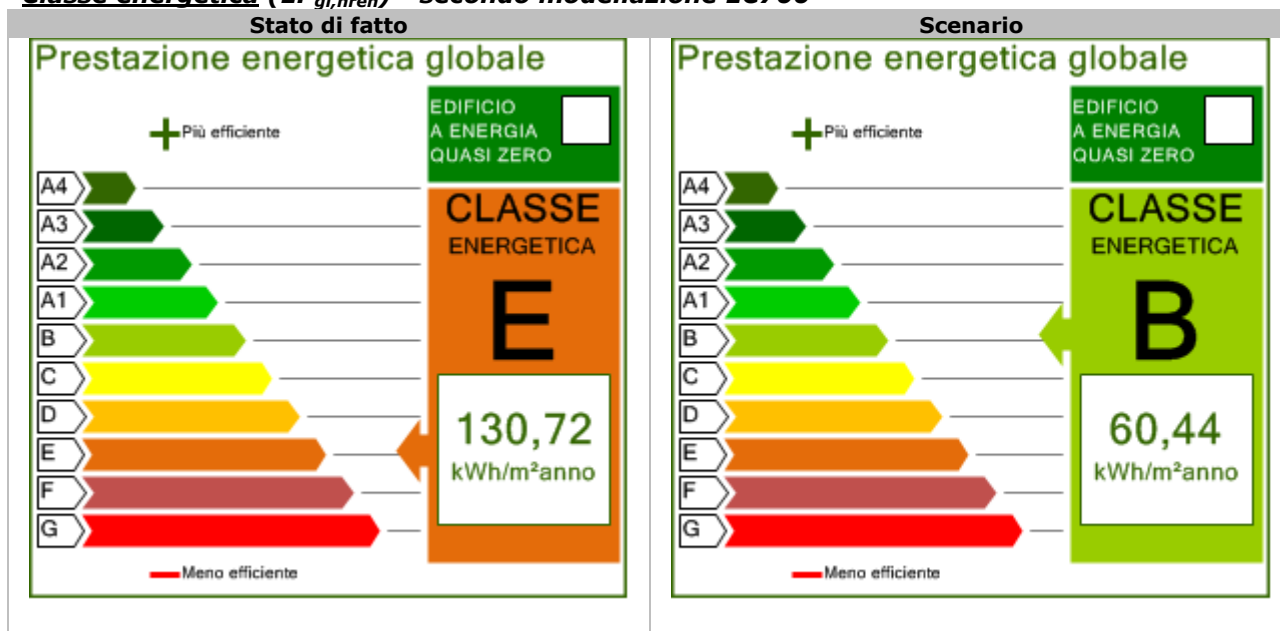 Stato di fatto
Prestazione energetica globale
EDIFICIO
A ENERGIA
QUASI ZERO
Più efficiente
A4
A3
A2
A1
B
C
D
E
F
G
CLASSE
ENERGETICA
E
130,72
kWh/m²anno
Meno efficiente
Scenario
Prestazione energetica globale
EDIFICIO
A ENERGIA
QUASI ZERO
Più efficiente
A4
A3
A2
A1
B
C
D
E
F
G
CLASSE
ENERGETICA
B
60,44
kWh/m²anno
Meno efficiente